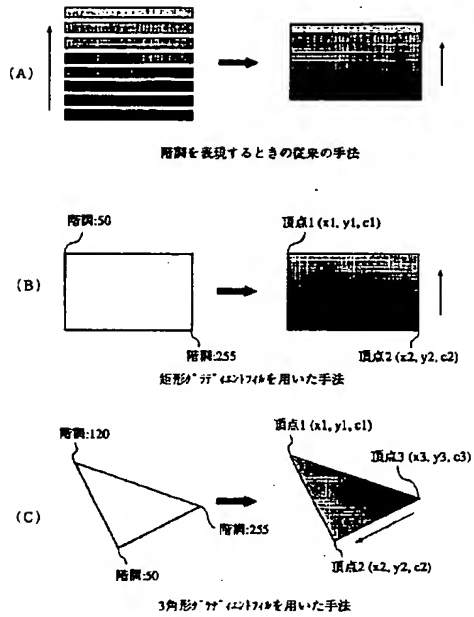 (A)
階調を表現するときの従来の手法
階調:50
頂点1 (x1, y1, c1)
(B)
階調:255
頂点2 (x2, y2, c2)
矩形ｸﾞﾗﾃﾞｨｴﾝﾄﾌｨﾙを用いた手法
階調:120
頂点1 (x1, y1, c1)
頂点3 (x3, y3, c3)
(C)
階調:255
階調:50
頂点2 (x2, y2, c2)
3角形ｸﾞﾗﾃﾞｨｴﾝﾄﾌｨﾙを用いた手法